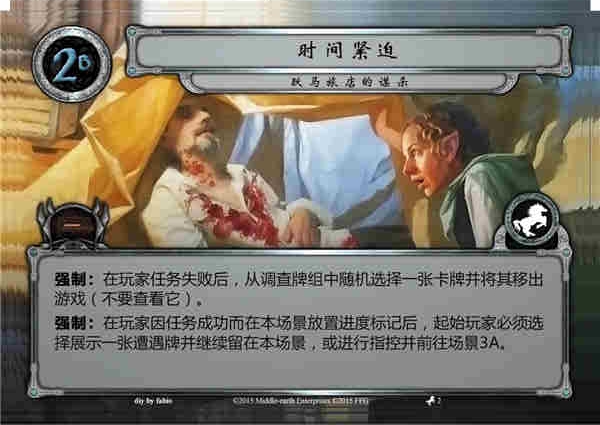 2B
时间紧迫
跃马旅店的谋杀
强制：在玩家任务失败后，从调查牌组中随机选择一张卡牌并将其移出
游戏（不要查看它）。
强制：在玩家因任务成功而在本场景放置进度标记后，起始玩家必须选
择展示一张遭遇牌并继续留在本场景，或进行指控并前往场景3A。
diy by fabio ©2015 Middle-earth Enterprises ©2015 FFG 2